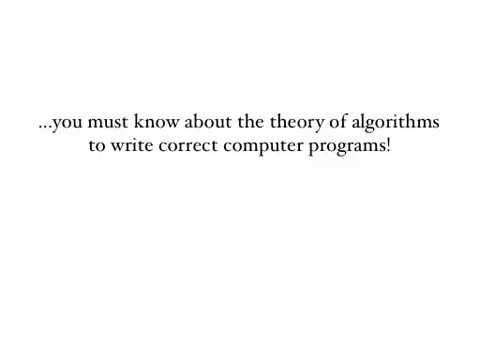 ...you must know about the theory of algorithms
to write correct computer programs!